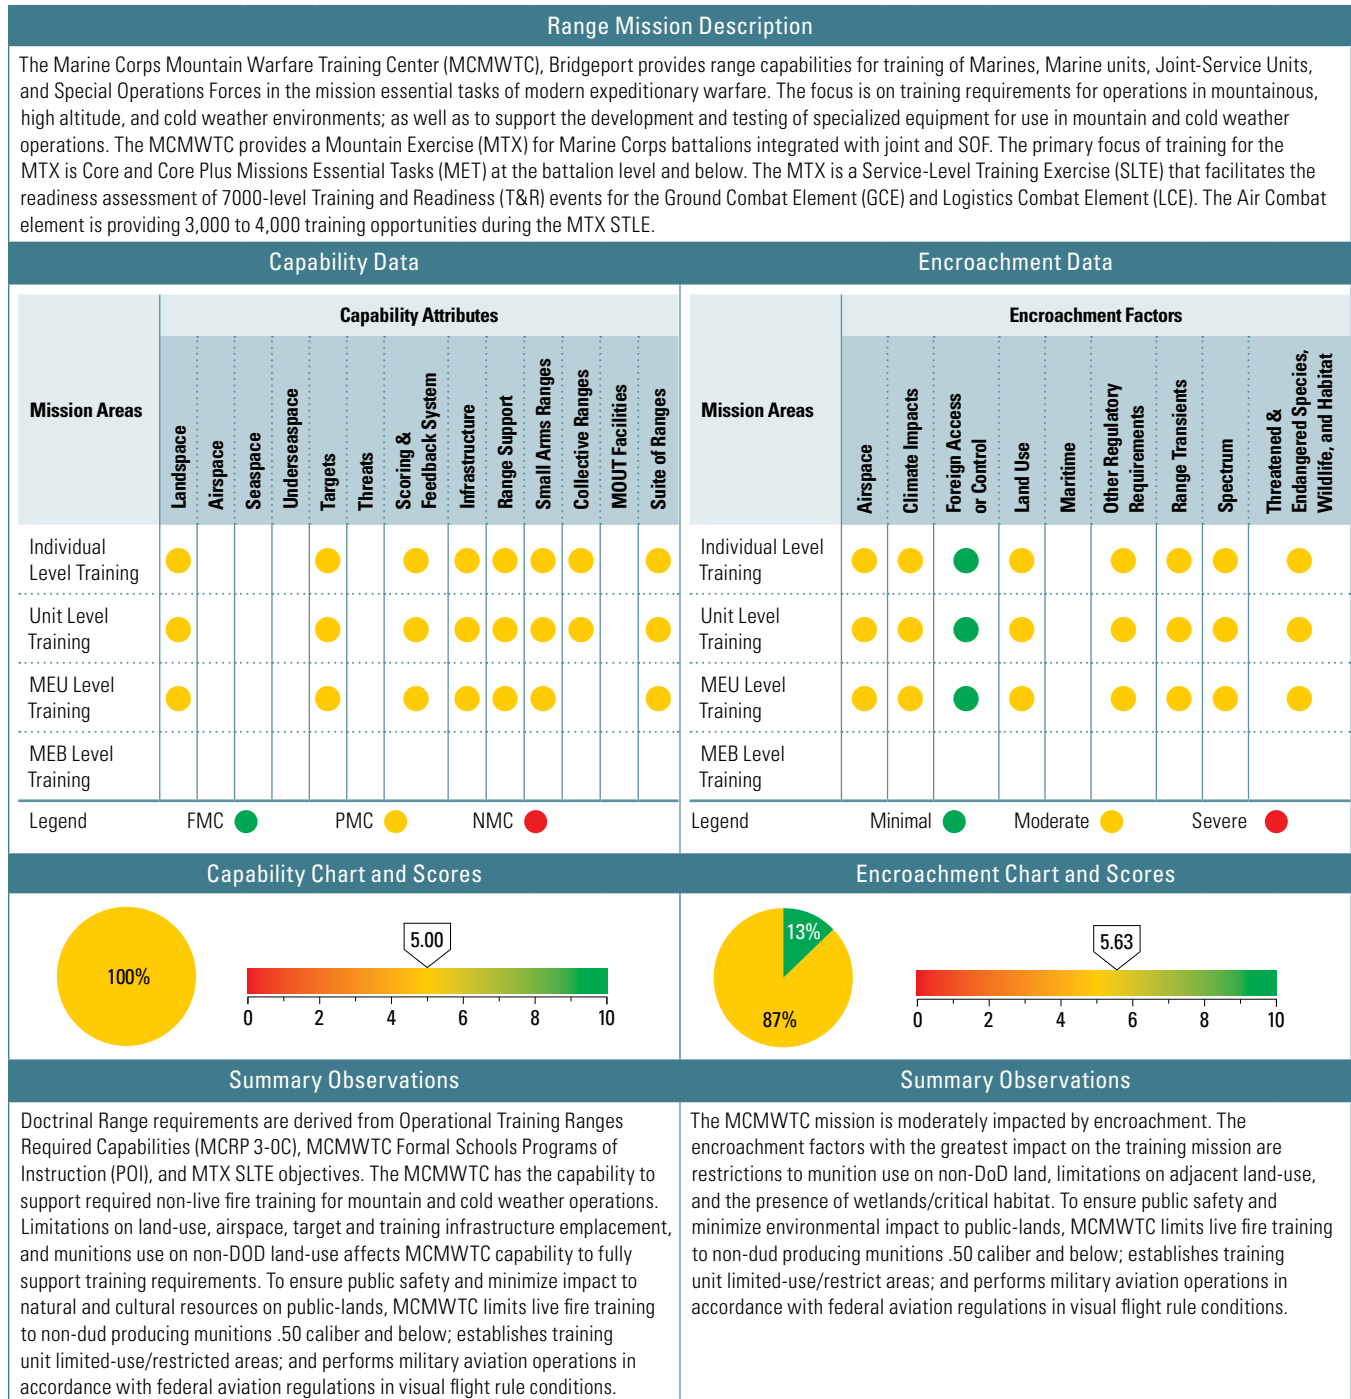 Range Mission Description
The Marine Corps Mountain Warfare Training Center (MCMWTC), Bridgeport provides range capabilities for training of Marines, Marine units, Joint-Service Units,
and Special Operations Forces in the mission essential tasks of modern expeditionary warfare. The focus is on training requirements for operations in mountainous,
high altitude, and cold weather environments; as well as to support the development and testing of specialized equipment for use in mountain and cold weather
operations. The MCMWTC provides a Mountain Exercise (MTX) for Marine Corps battalions integrated with joint and SOF. The primary focus of training for the
MTX is Core and Core Plus Missions Essential Tasks (MET) at the battalion level and below. The MTX is a Service-Level Training Exercise (SLTE) that facilitates the
readiness assessment of 7000-level Training and Readiness (T&R) events for the Ground Combat Element (GCE) and Logistics Combat Element (LCE). The Air Combat
element is providing 3,000 to 4,000 training opportunities during the MTX STLE.
Capability Data
Mission Areas
Capability Attributes
Landspace
Airspace
Seaspace
Underseaspace
Targets
Threats
Scoring &
Feedback System
Infrastructure
Range Support
Small Arms Ranges
Collective Ranges
MOUT Facilities
Suite of Ranges
Individual
Level Training
Unit Level
Training
MEU Level
Training
MEB Level
Training
Legend FMC PMC NMC
Encroachment Data
Mission Areas
Encroachment Factors
Airspace
Climate Impacts
Foreign Access
or Control
Land Use
Maritime
Other Regulatory
Requirements
Range Transients
Spectrum
Threatened &
Endangered Species,
Wildlife, and Habitat
Individual Level
Training
Unit Level
Training
MEU Level
Training
MEB Level
Training
Legend Minimal Moderate Severe
Capability Chart and Scores
100%
5.00
0 2 4 6 8 10
Encroachment Chart and Scores
13%
87%
5.63
0 2 4 6 8 10
Summary Observations
Doctrinal Range requirements are derived from Operational Training Ranges
Required Capabilities (MCRP 3-0C), MCMWTC Formal Schools Programs of
Instruction (POI), and MTX SLTE objectives. The MCMWTC has the capability to
support required non-live fire training for mountain and cold weather operations.
Limitations on land-use, airspace, target and training infrastructure emplacement,
and munitions use on non-DOD land-use affects MCMWTC capability to fully
support training requirements. To ensure public safety and minimize impact to
natural and cultural resources on public-lands, MCMWTC limits live fire training
to non-dud producing munitions .50 caliber and below; establishes training
unit limited-use/restricted areas; and performs military aviation operations in
accordance with federal aviation regulations in visual flight rule conditions.
Summary Observations
The MCMWTC mission is moderately impacted by encroachment. The
encroachment factors with the greatest impact on the training mission are
restrictions to munition use on non-DoD land, limitations on adjacent land-use,
and the presence of wetlands/critical habitat. To ensure public safety and
minimize environmental impact to public-lands, MCMWTC limits live fire training
to non-dud producing munitions .50 caliber and below; establishes training
unit limited-use/restrict areas; and performs military aviation operations in
accordance with federal aviation regulations in visual flight rule conditions.